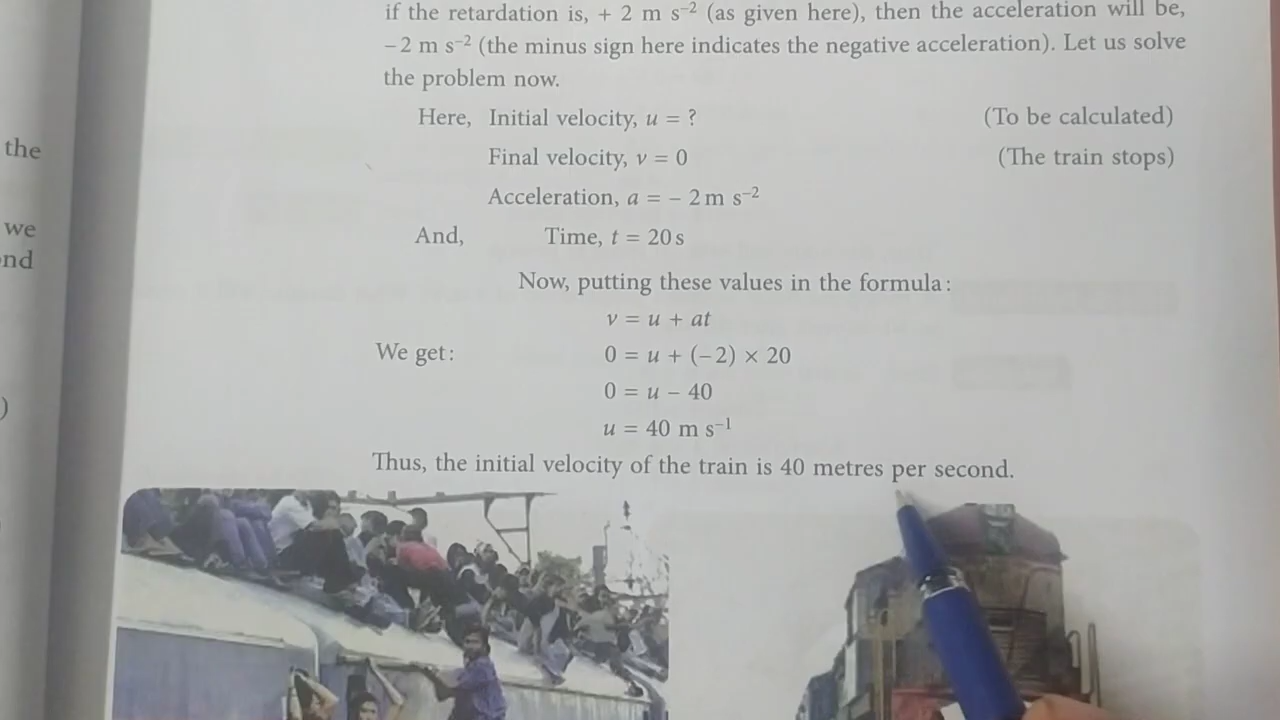 if the retardation is, + 2 m s⁻² (as given here), then the acceleration will be,
– 2 m s⁻² (the minus sign here indicates the negative acceleration). Let us solve
the problem now.
Here, Initial velocity, u = ? (To be calculated)
Final velocity, v = 0 (The train stops)
Acceleration, a = – 2 m s⁻²
And, Time, t = 20 s
Now, putting these values in the formula :
v = u + at
We get : 0 = u + (– 2) × 20
0 = u – 40
u = 40 m s⁻¹
Thus, the initial velocity of the train is 40 metres per second.
the
we
nd
)